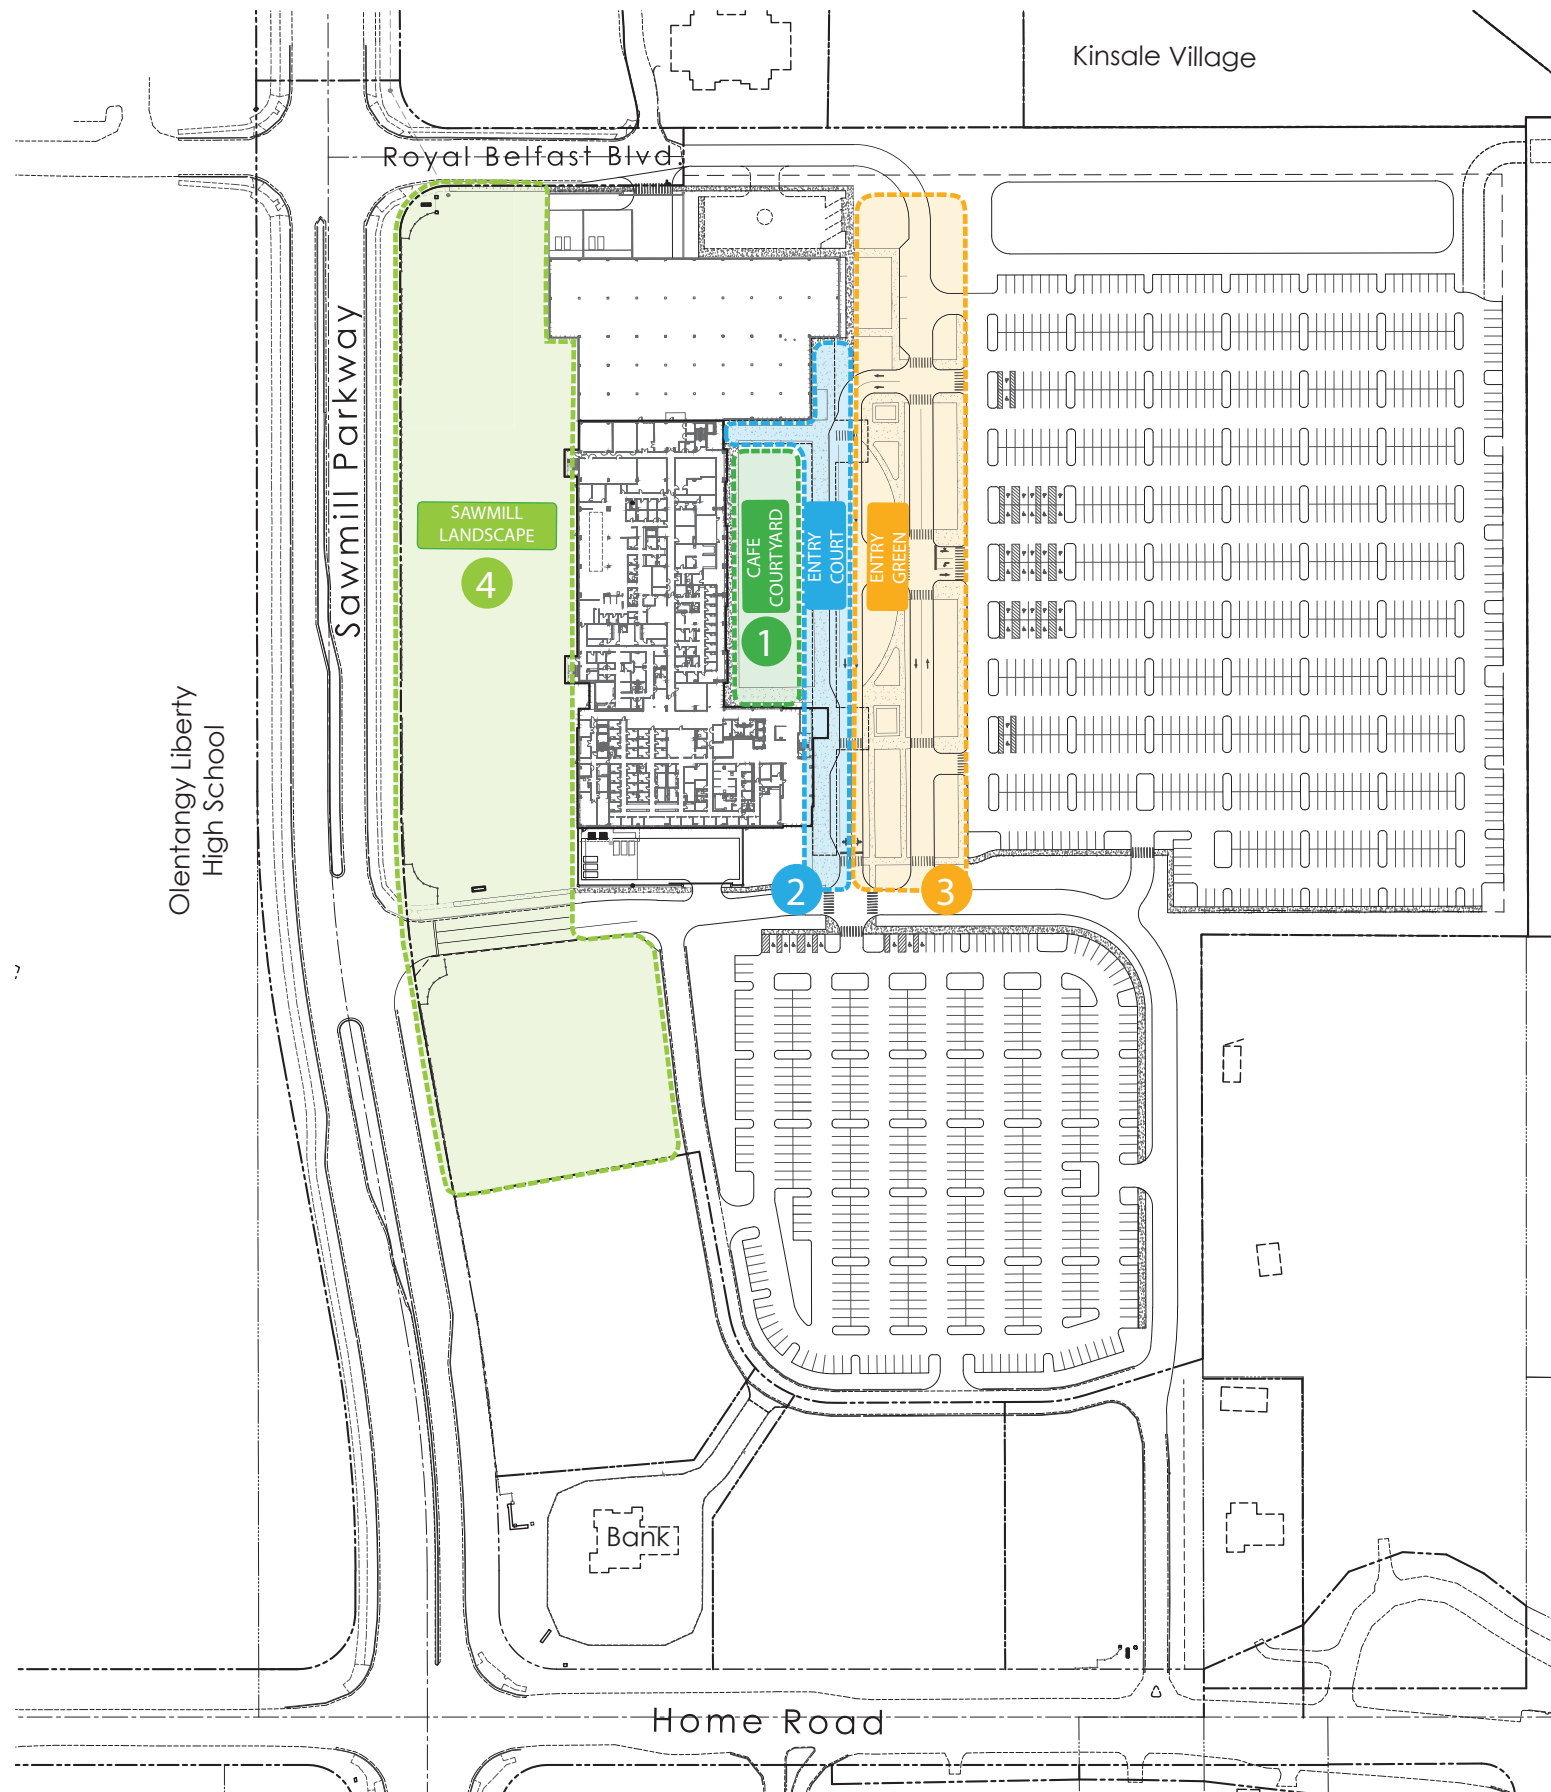 Kinsale Village
Royal Belfast Blvd.
Sawmill Parkway
SAWMILL
LANDSCAPE
4
CAFE
COURTYARD
1
ENTRY
COURT
ENTRY
GREEN
Olentangy Liberty
High School
2
3
Bank
Home Road